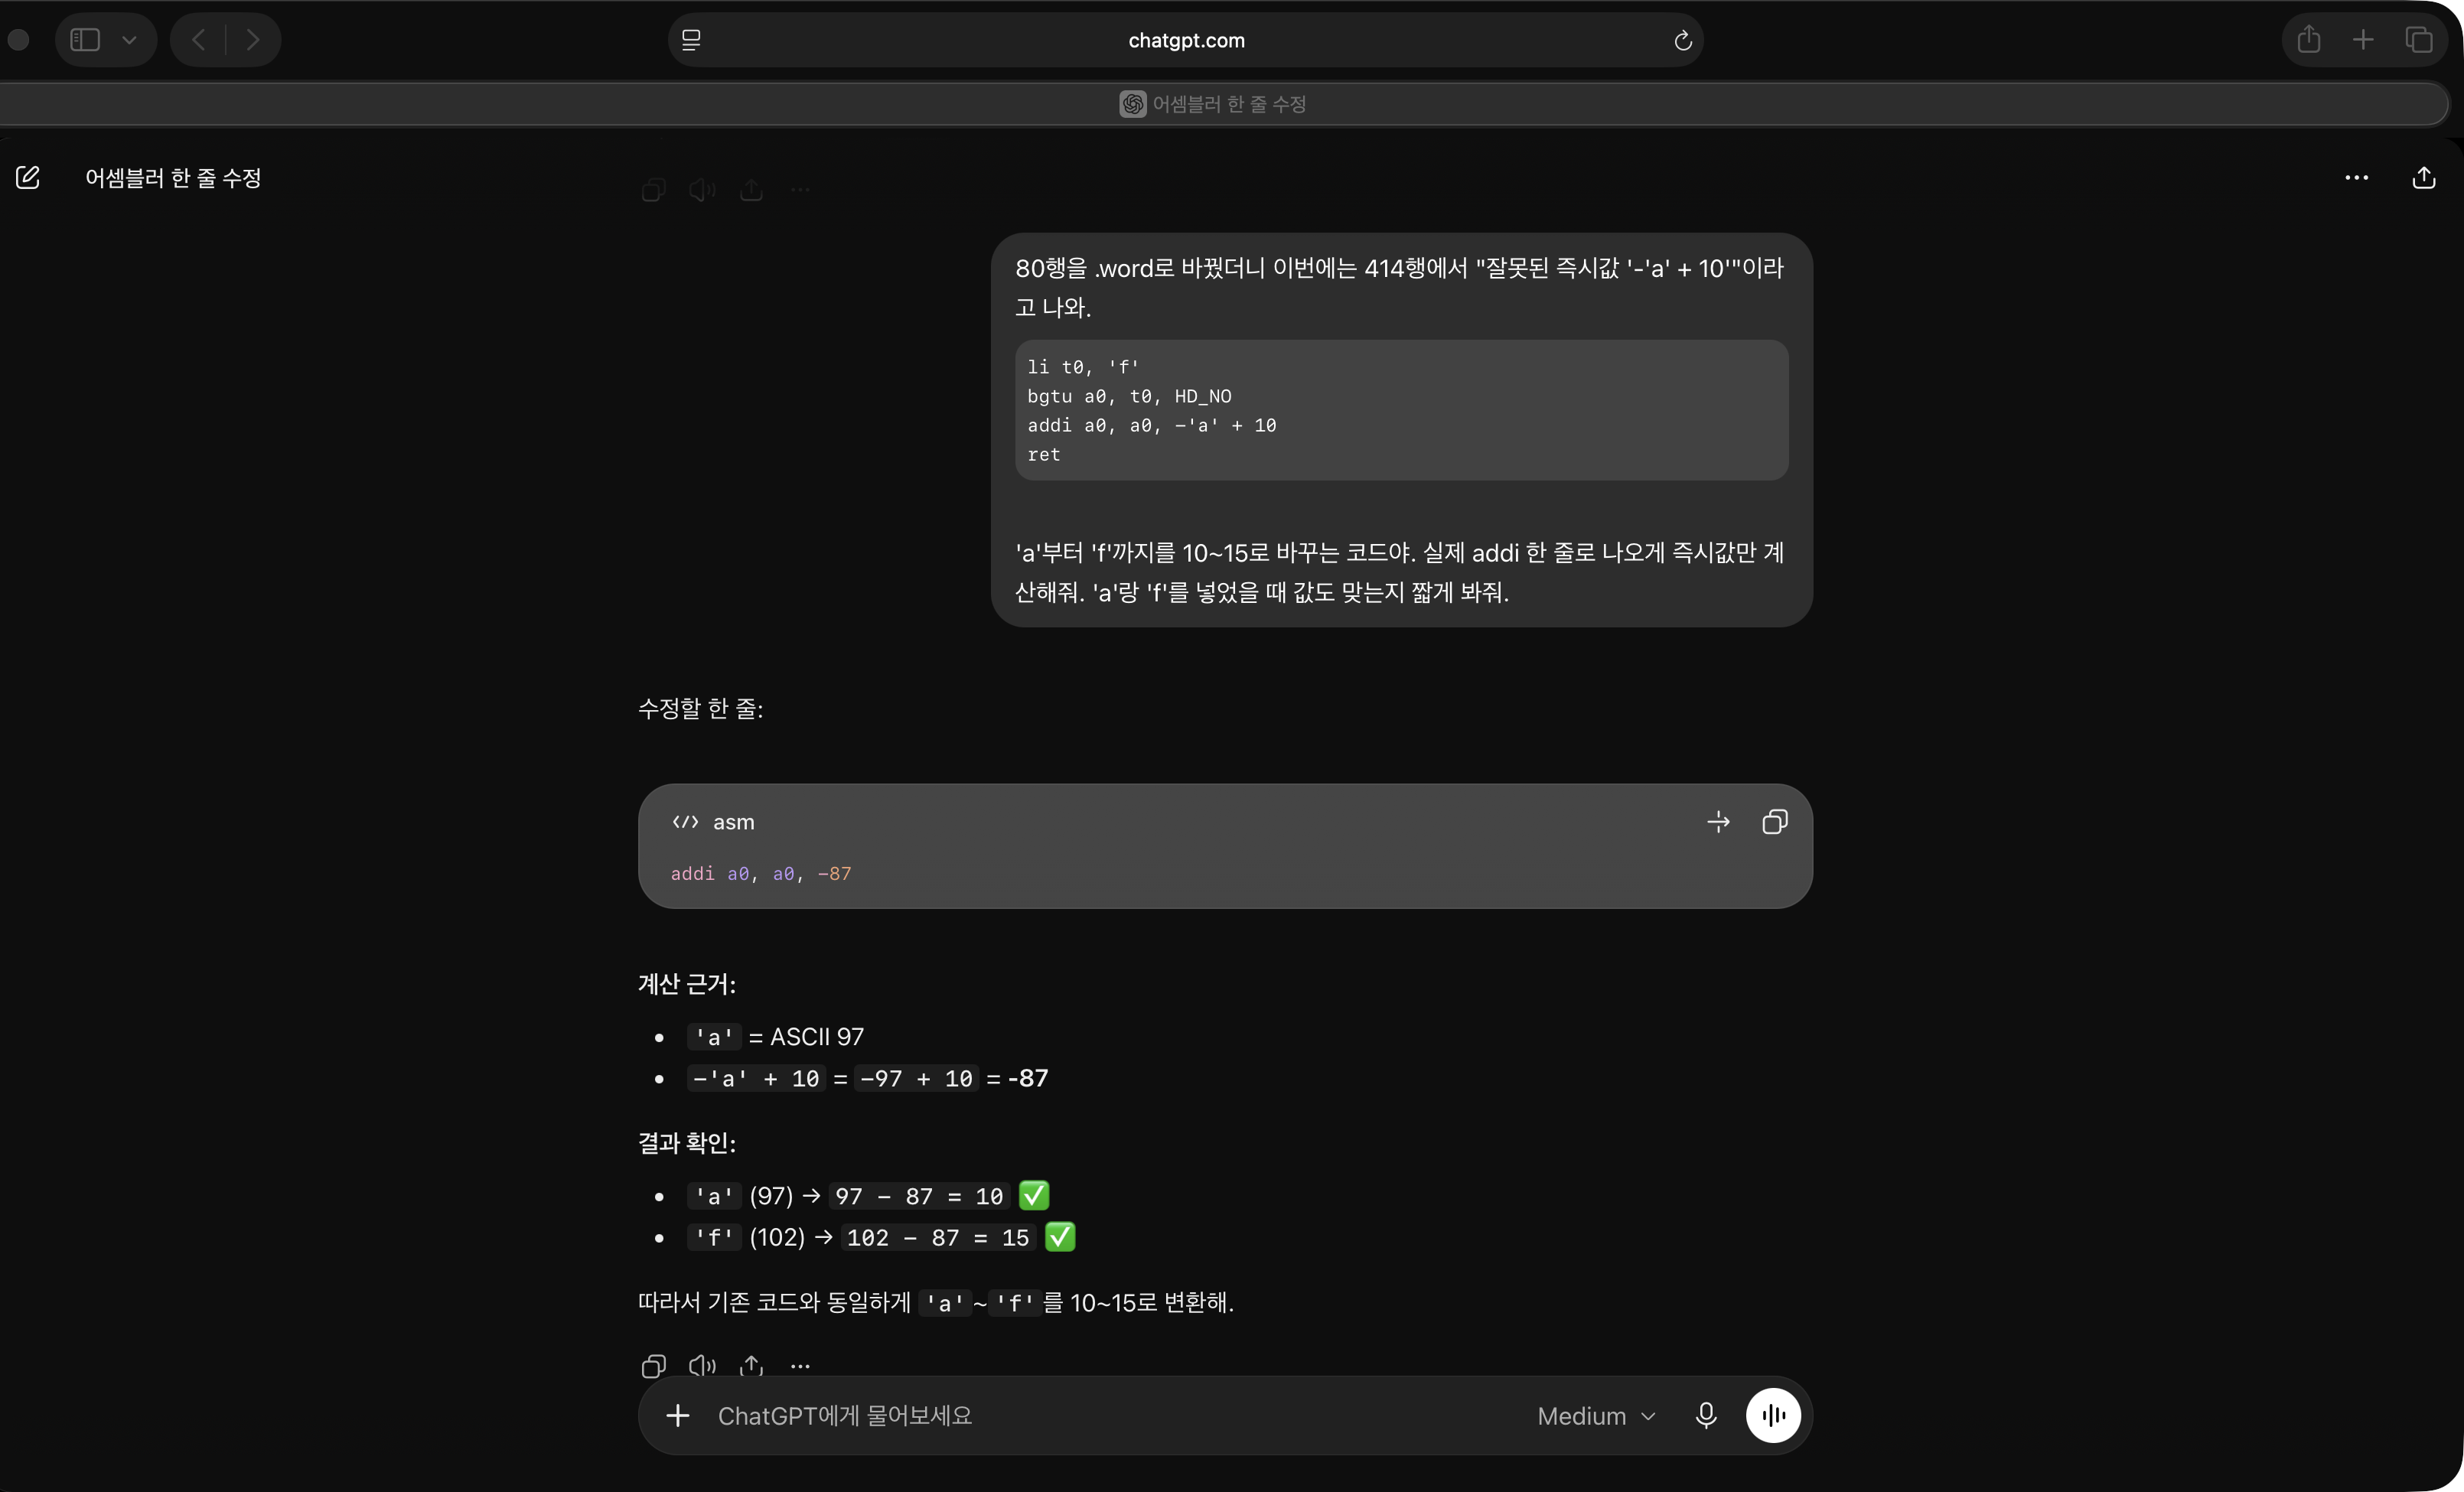 chatgpt.com
어셈블러 한 줄 수정
어셈블러 한 줄 수정
80행을 .word로 바꿨더니 이번에는 414행에서 "잘못된 즉시값 '-'a' + 10'"이라
고 나와.
li t0, 'f'
bgtu a0, t0, HD_NO
addi a0, a0, -'a' + 10
ret
'a'부터 'f'까지를 10~15로 바꾸는 코드야. 실제 addi 한 줄로 나오게 즉시값만 계
산해줘. 'a'랑 'f'를 넣었을 때 값도 맞는지 짧게 봐줘.
수정할 한 줄:
asm
addi a0, a0, -87
계산 근거:
'a' = ASCII 97
-'a' + 10 = -97 + 10 = -87
결과 확인:
'a' (97) → 97 - 87 = 10 ✅
'f' (102) → 102 - 87 = 15 ✅
따라서 기존 코드와 동일하게 'a'~'f'를 10~15로 변환해.
ChatGPT에게 물어보세요
Medium